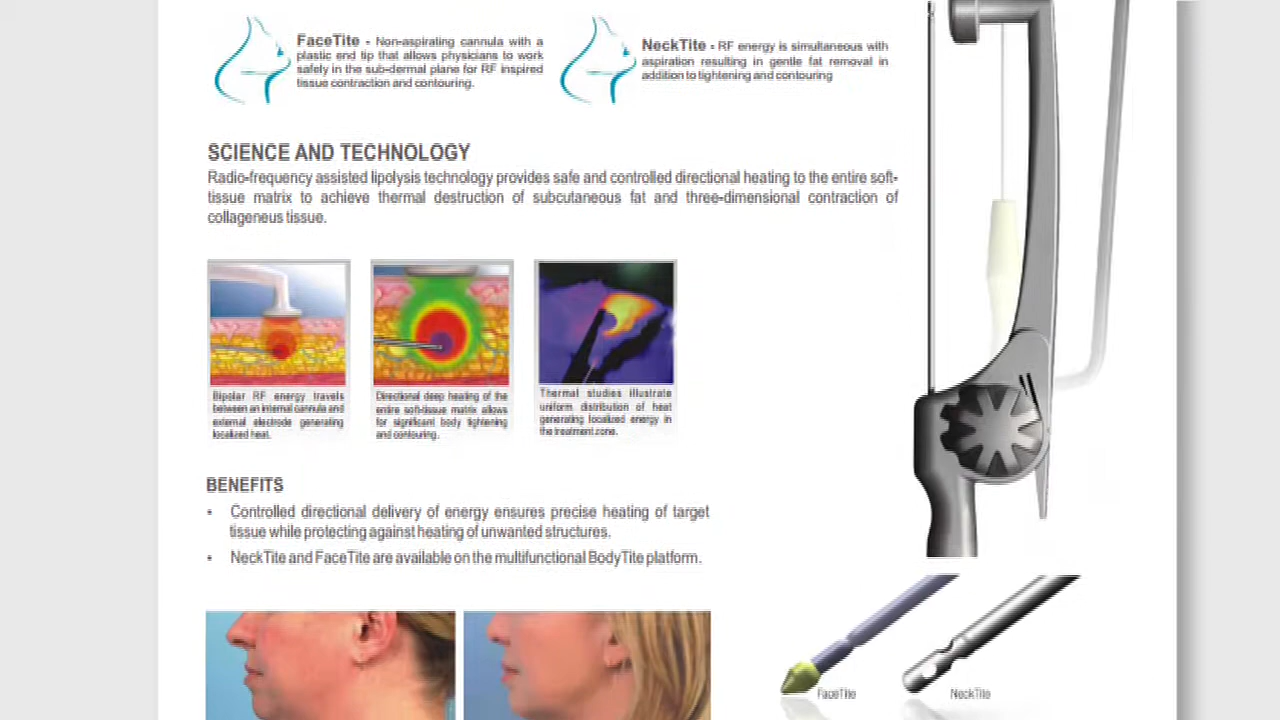 FaceTite - Non-aspirating cannula with a
plastic end tip that allows physicians to work
safely in the sub-dermal plane for RF inspired
tissue contraction and contouring.
NeckTite - RF energy is simultaneous with
aspiration resulting in gentle fat removal in
addition to tightening and contouring
SCIENCE AND TECHNOLOGY
Radio-frequency assisted lipolysis technology provides safe and controlled directional heating to the entire soft-
tissue matrix to achieve thermal destruction of subcutaneous fat and three-dimensional contraction of
collageneus tissue.
Bipolar RF energy travels
between an internal cannula and
external electrode generating
localized heat.
Directional deep heating of the
entire soft-tissue matrix allows
for significant body tightening
and contouring.
Thermal studies illustrate
uniform distribution of heat
generating localized energy in
the treatment zone.
BENEFITS
• Controlled directional delivery of energy ensures precise heating of target
tissue while protecting against heating of unwanted structures.
• NeckTite and FaceTite are available on the multifunctional BodyTite platform.
FaceTite
NeckTite